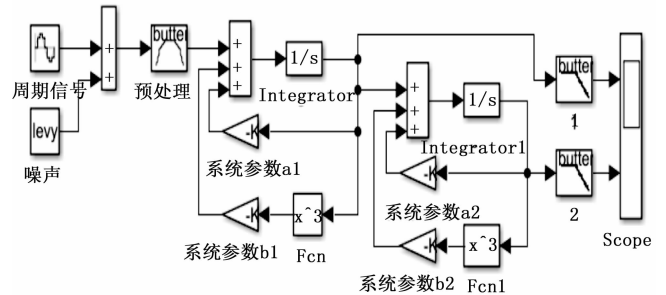 周期信号
levy
噪声
+
+
butter
预处理
+
+
+
1/s
Integrator
-K
系统参数a1
-K
系统参数b1
x^3
Fcn
+
+
+
1/s
Integrator1
-K
系统参数a2
-K
系统参数b2
x^3
Fcn1
butter
1
butter
2
Scope